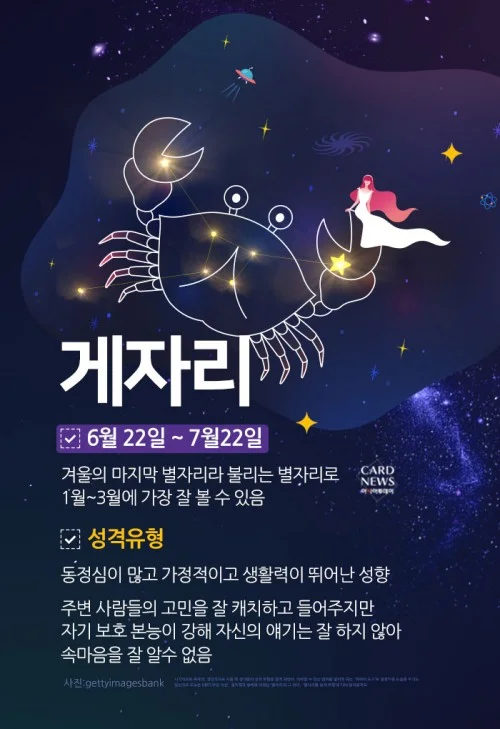 게자리
6월 22일 ~ 7월22일
겨울의 마지막 별자리라 불리는 별자리로
1월~3월에 가장 잘 볼 수 있음
CARD
NEWS
아시아투데이
성격유형
동정심이 많고 가정적이고 생활력이 뛰어난 성향
주변 사람들의 고민을 잘 캐치하고 들어주지만
자기 보호 본능이 강해 자신의 얘기는 잘 하지 않아
속마음을 잘 알수 없음
사진:gettyimagesbank